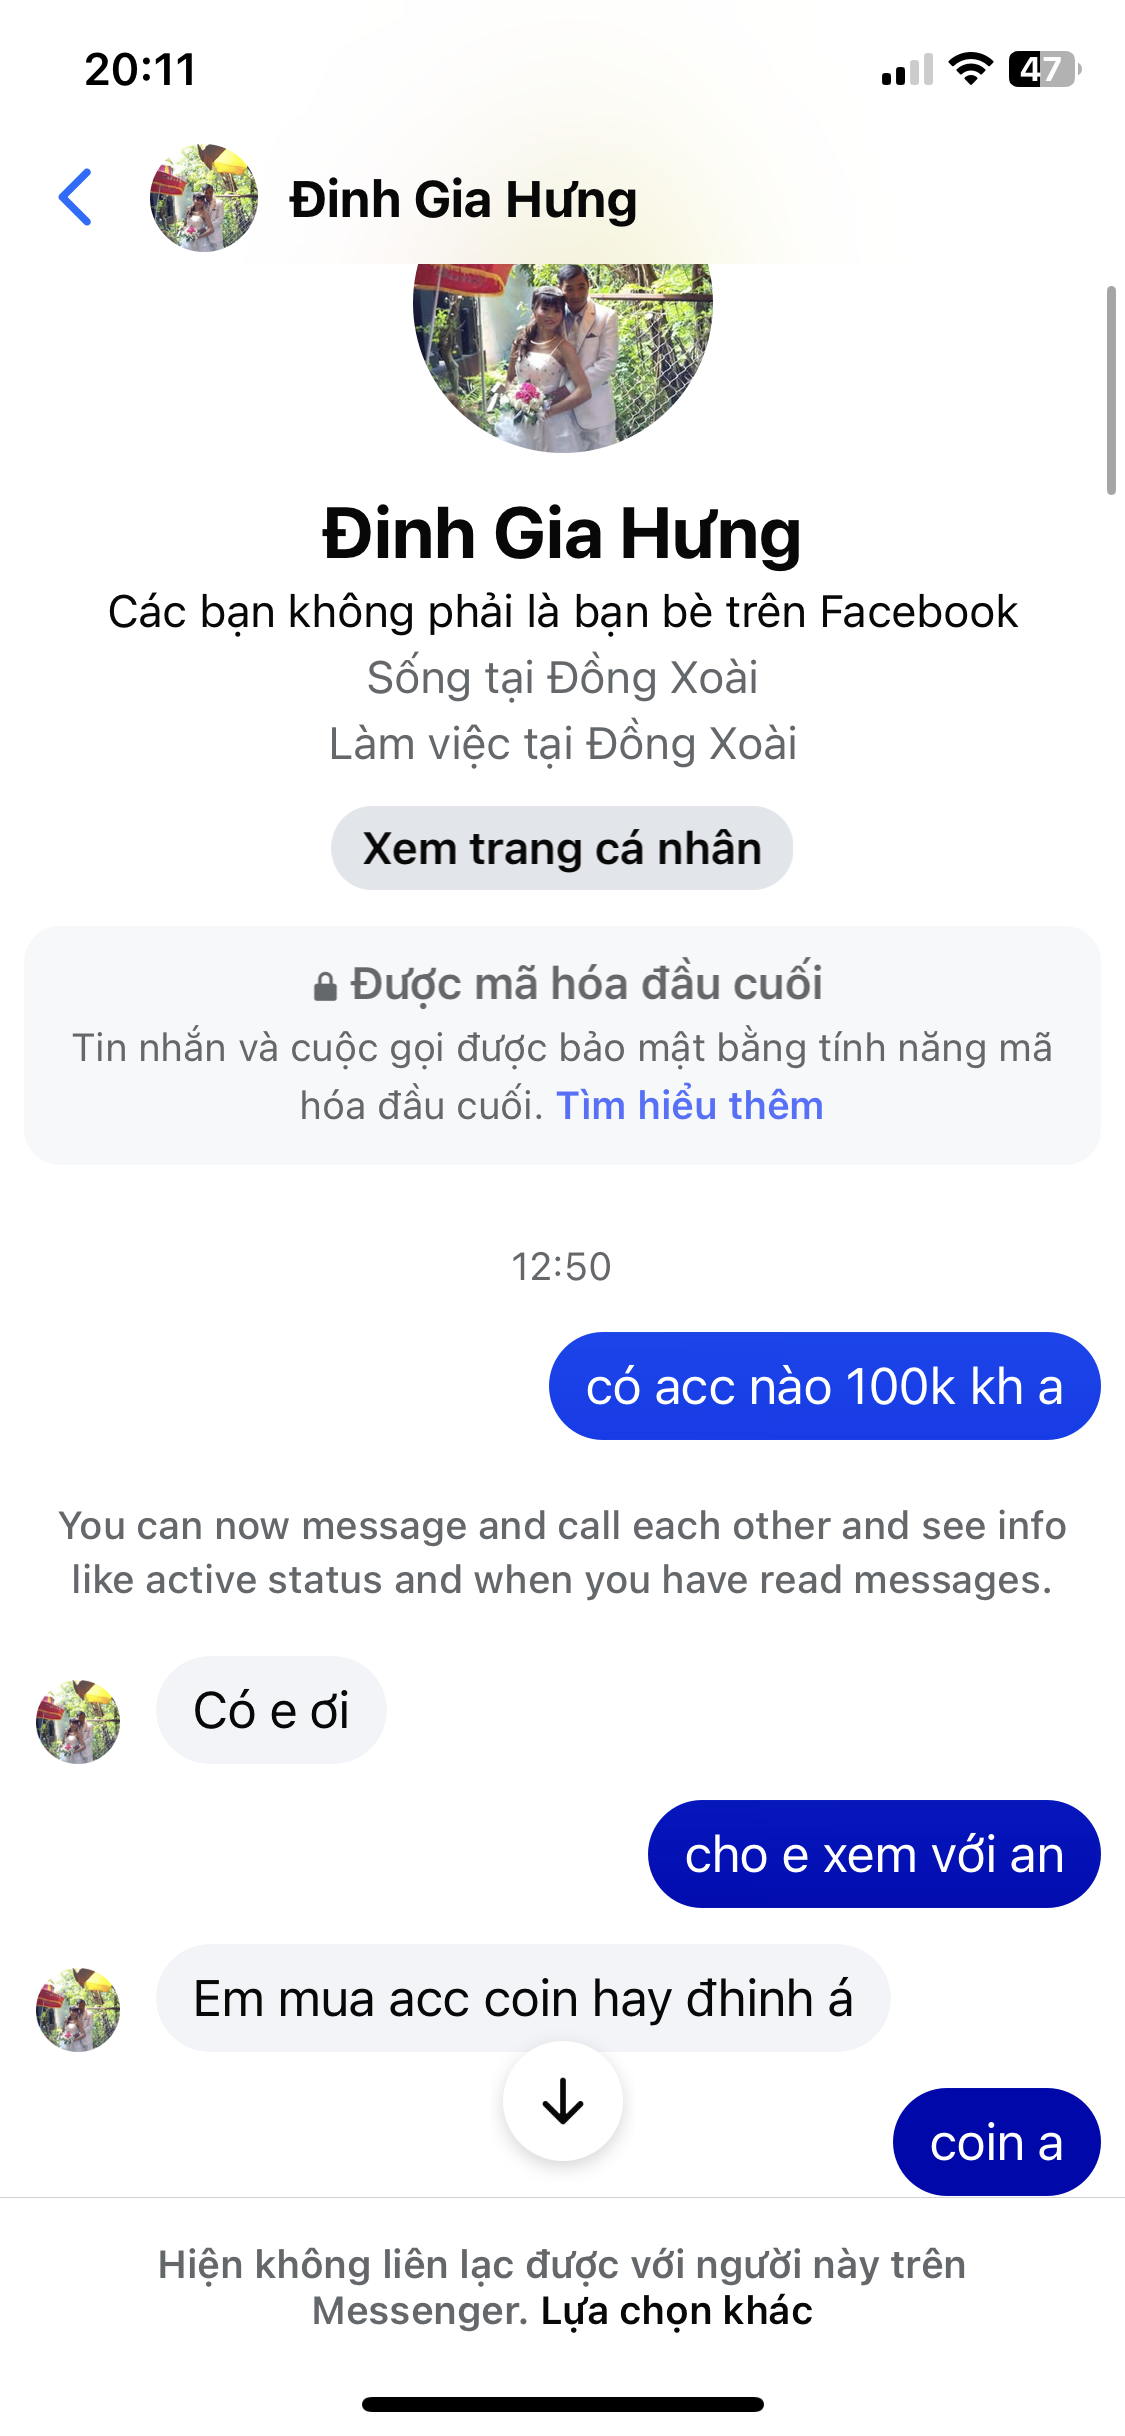 20:11
47
Đinh Gia Hưng
Đinh Gia Hưng
Các bạn không phải là bạn bè trên Facebook
Sống tại Đồng Xoài
Làm việc tại Đồng Xoài
Xem trang cá nhân
Được mã hóa đầu cuối
Tin nhắn và cuộc gọi được bảo mật bằng tính năng mã
hóa đầu cuối. Tìm hiểu thêm
12:50
có acc nào 100k kh a
You can now message and call each other and see info
like active status and when you have read messages.
Có e ơi
cho e xem với an
Em mua acc coin hay đhinh á
coin a
Hiện không liên lạc được với người này trên
Messenger. Lựa chọn khác